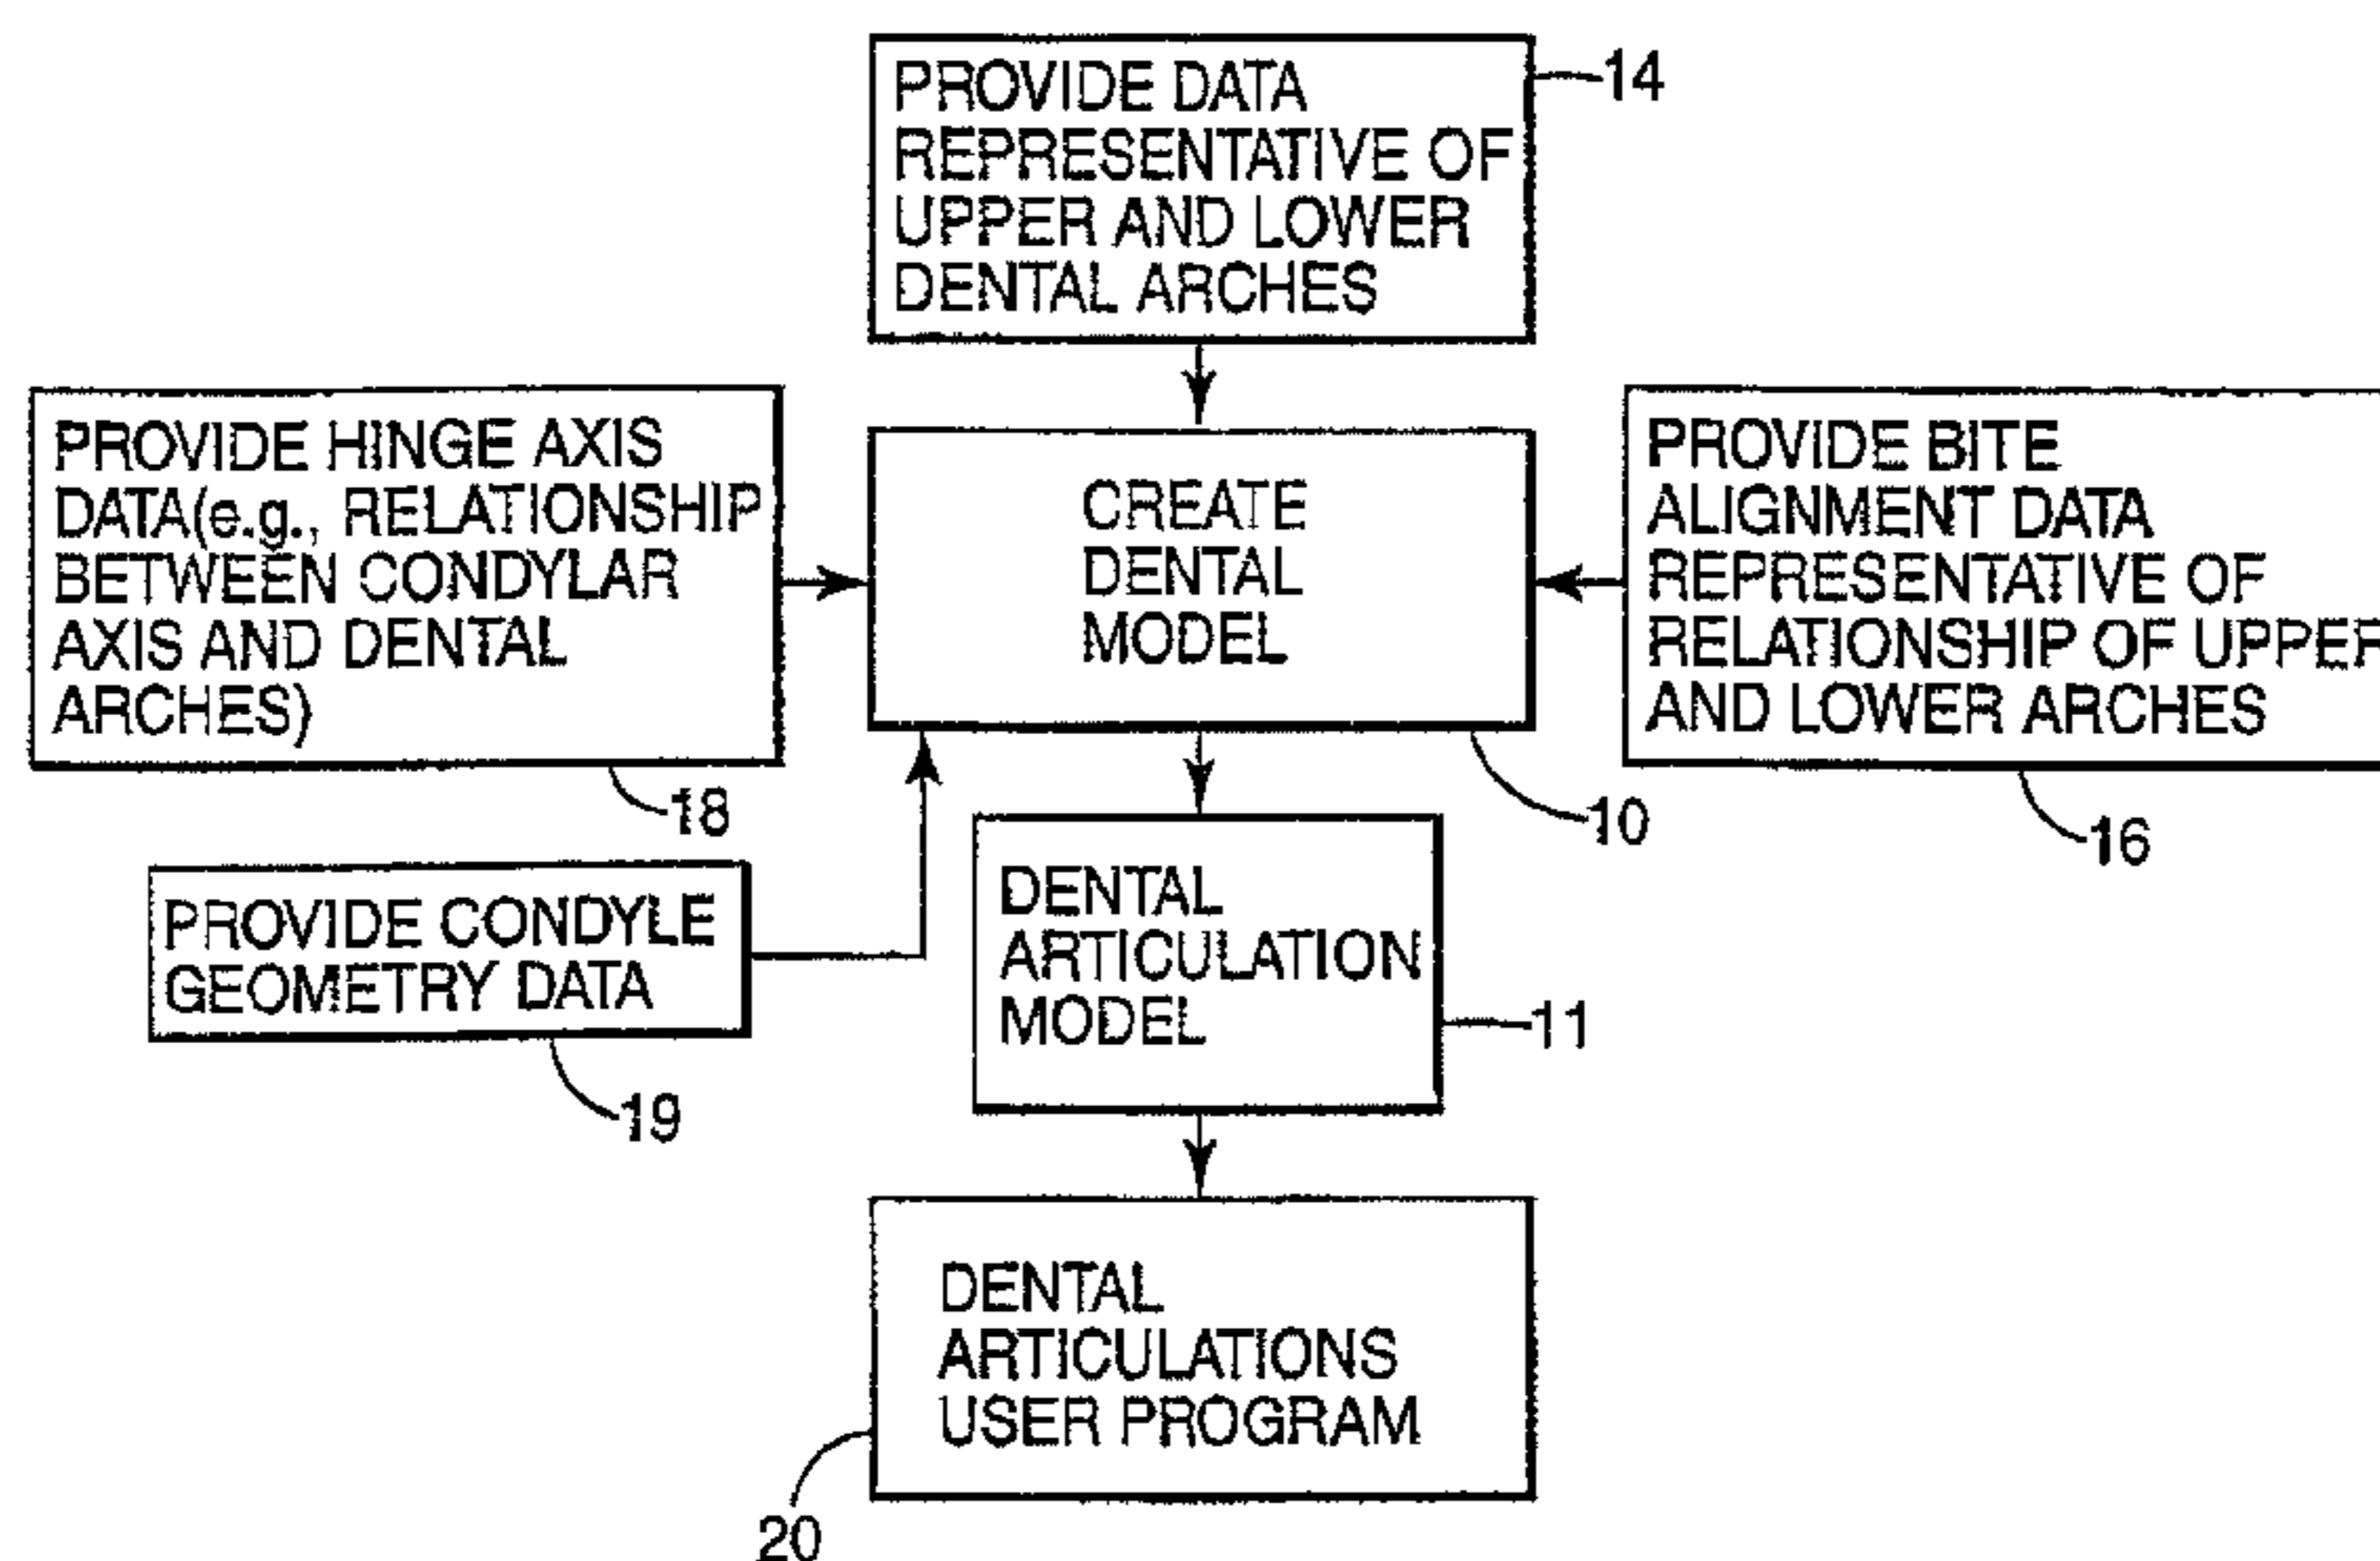 PROVIDE DATA
REPRESENTATIVE OF
UPPER AND LOWER
DENTAL ARCHES
14
PROVIDE HINGE AXIS
DATA(e.g., RELATIONSHIP
BETWEEN CONDYLAR
AXIS AND DENTAL
ARCHES)
18
CREATE
DENTAL
MODEL
10
PROVIDE BITE
ALIGNMENT DATA
REPRESENTATIVE OF
RELATIONSHIP OF UPPER
AND LOWER ARCHES
16
PROVIDE CONDYLE
GEOMETRY DATA
19
DENTAL
ARTICULATION
MODEL
11
DENTAL
ARTICULATIONS
USER PROGRAM
20